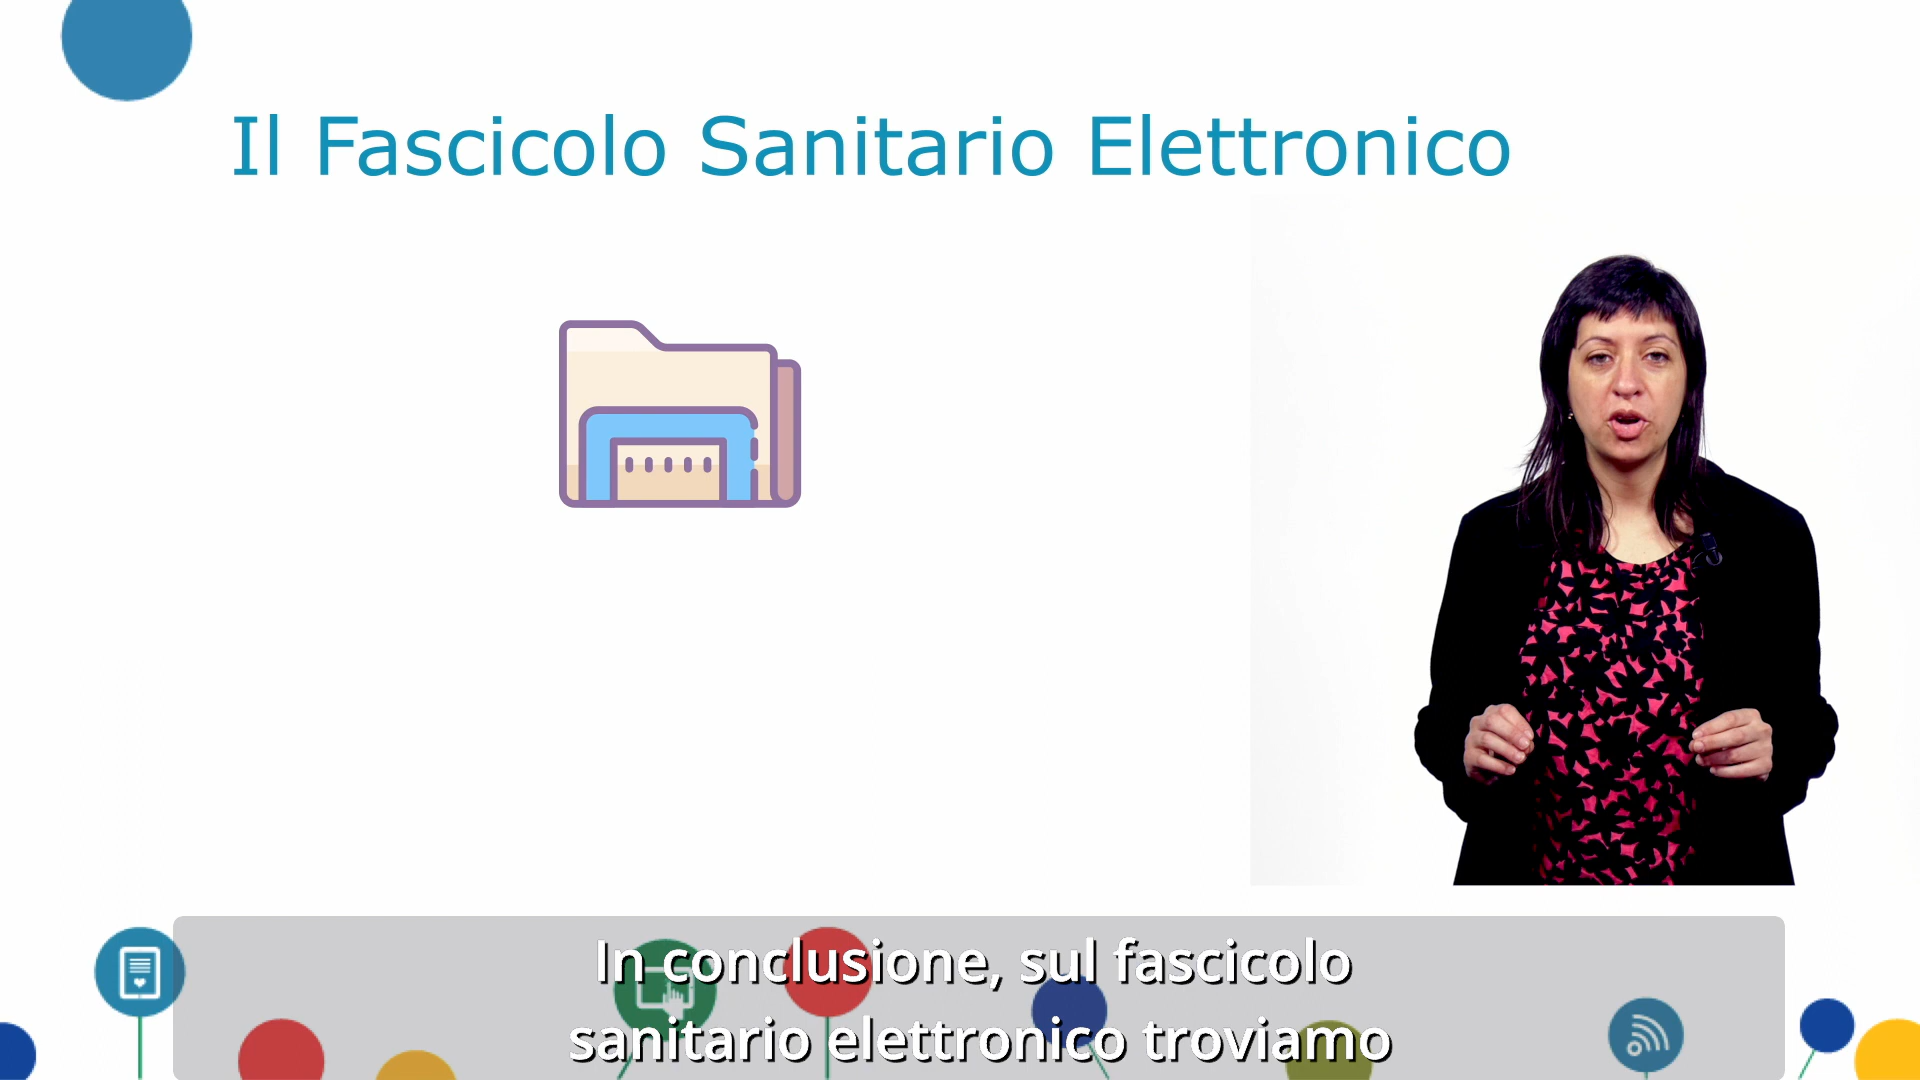 Il Fascicolo Sanitario Elettronico
In conclusione, sul fascicolo
sanitario elettronico troviamo